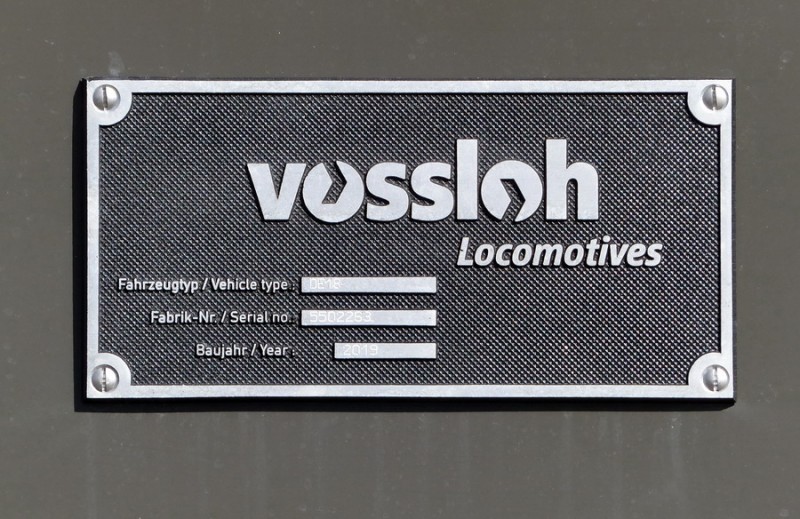 vossloh
Locomotives
Fahrzeugtyp / Vehicle type : DE18
Fabrik-Nr. / Serial no. : 5502263
Baujahr / Year : 2019